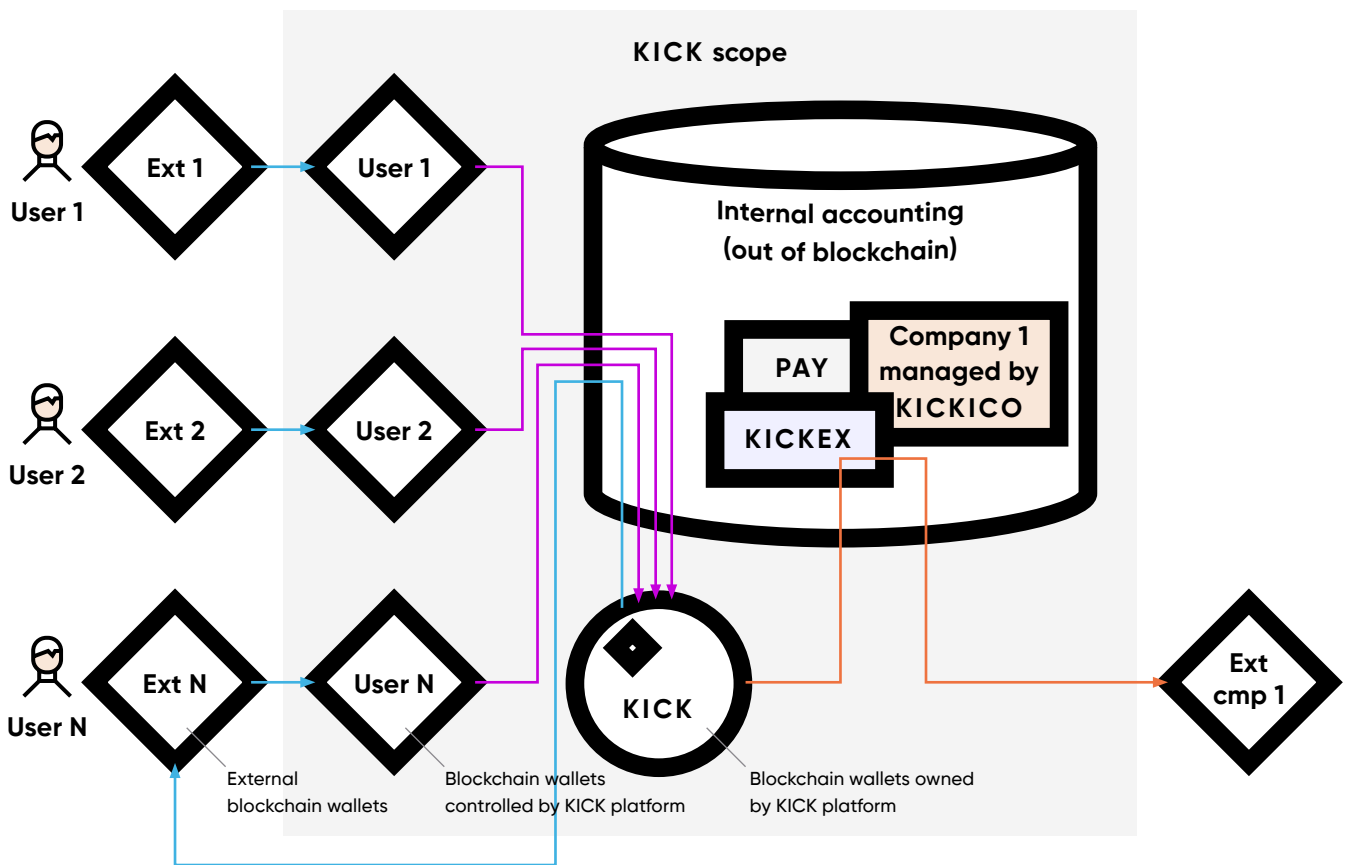 KICK scope
User 1
Ext 1
User 1
Internal accounting
(out of blockchain)
PAY
Company 1
managed by
KICKICO
KICKEX
User 2
Ext 2
User 2
User N
Ext N
User N
KICK
Ext
cmp 1
External
blockchain wallets
Blockchain wallets
controlled by KICK platform
Blockchain wallets owned
by KICK platform